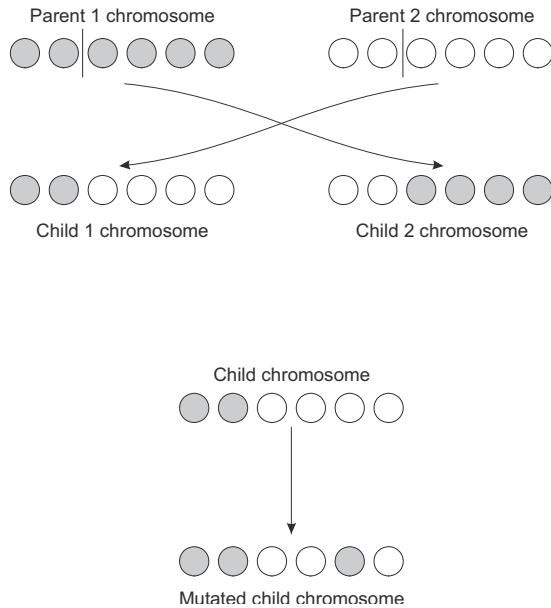 Parent 1 chromosome
Parent 2 chromosome
Child 1 chromosome
Child 2 chromosome
Child chromosome
Mutated child chromosome